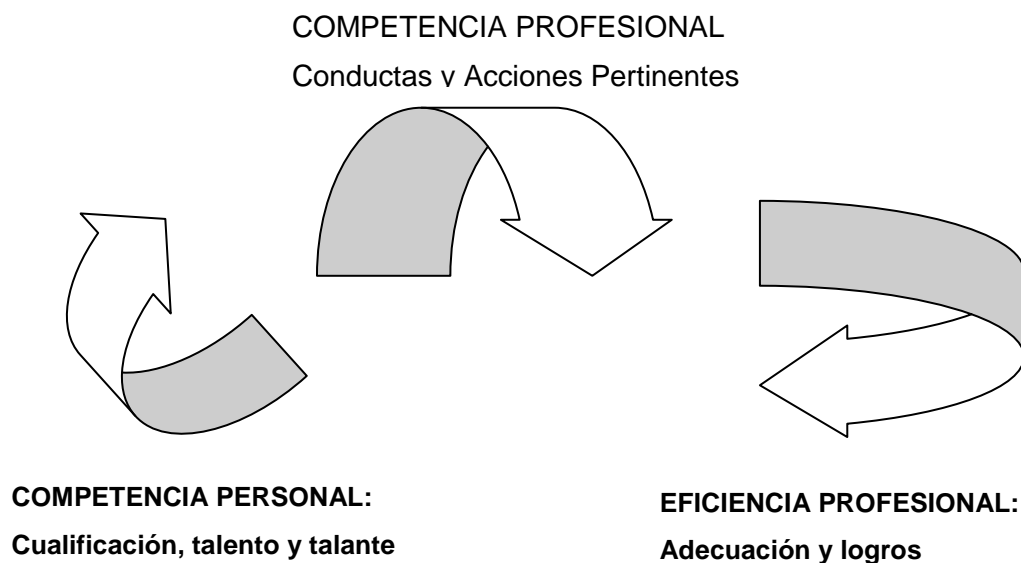 COMPETENCIA PROFESIONAL
Conductas y Acciones Pertinentes
COMPETENCIA PERSONAL:
Cualificación, talento y talante
EFICIENCIA PROFESIONAL:
Adecuación y logros